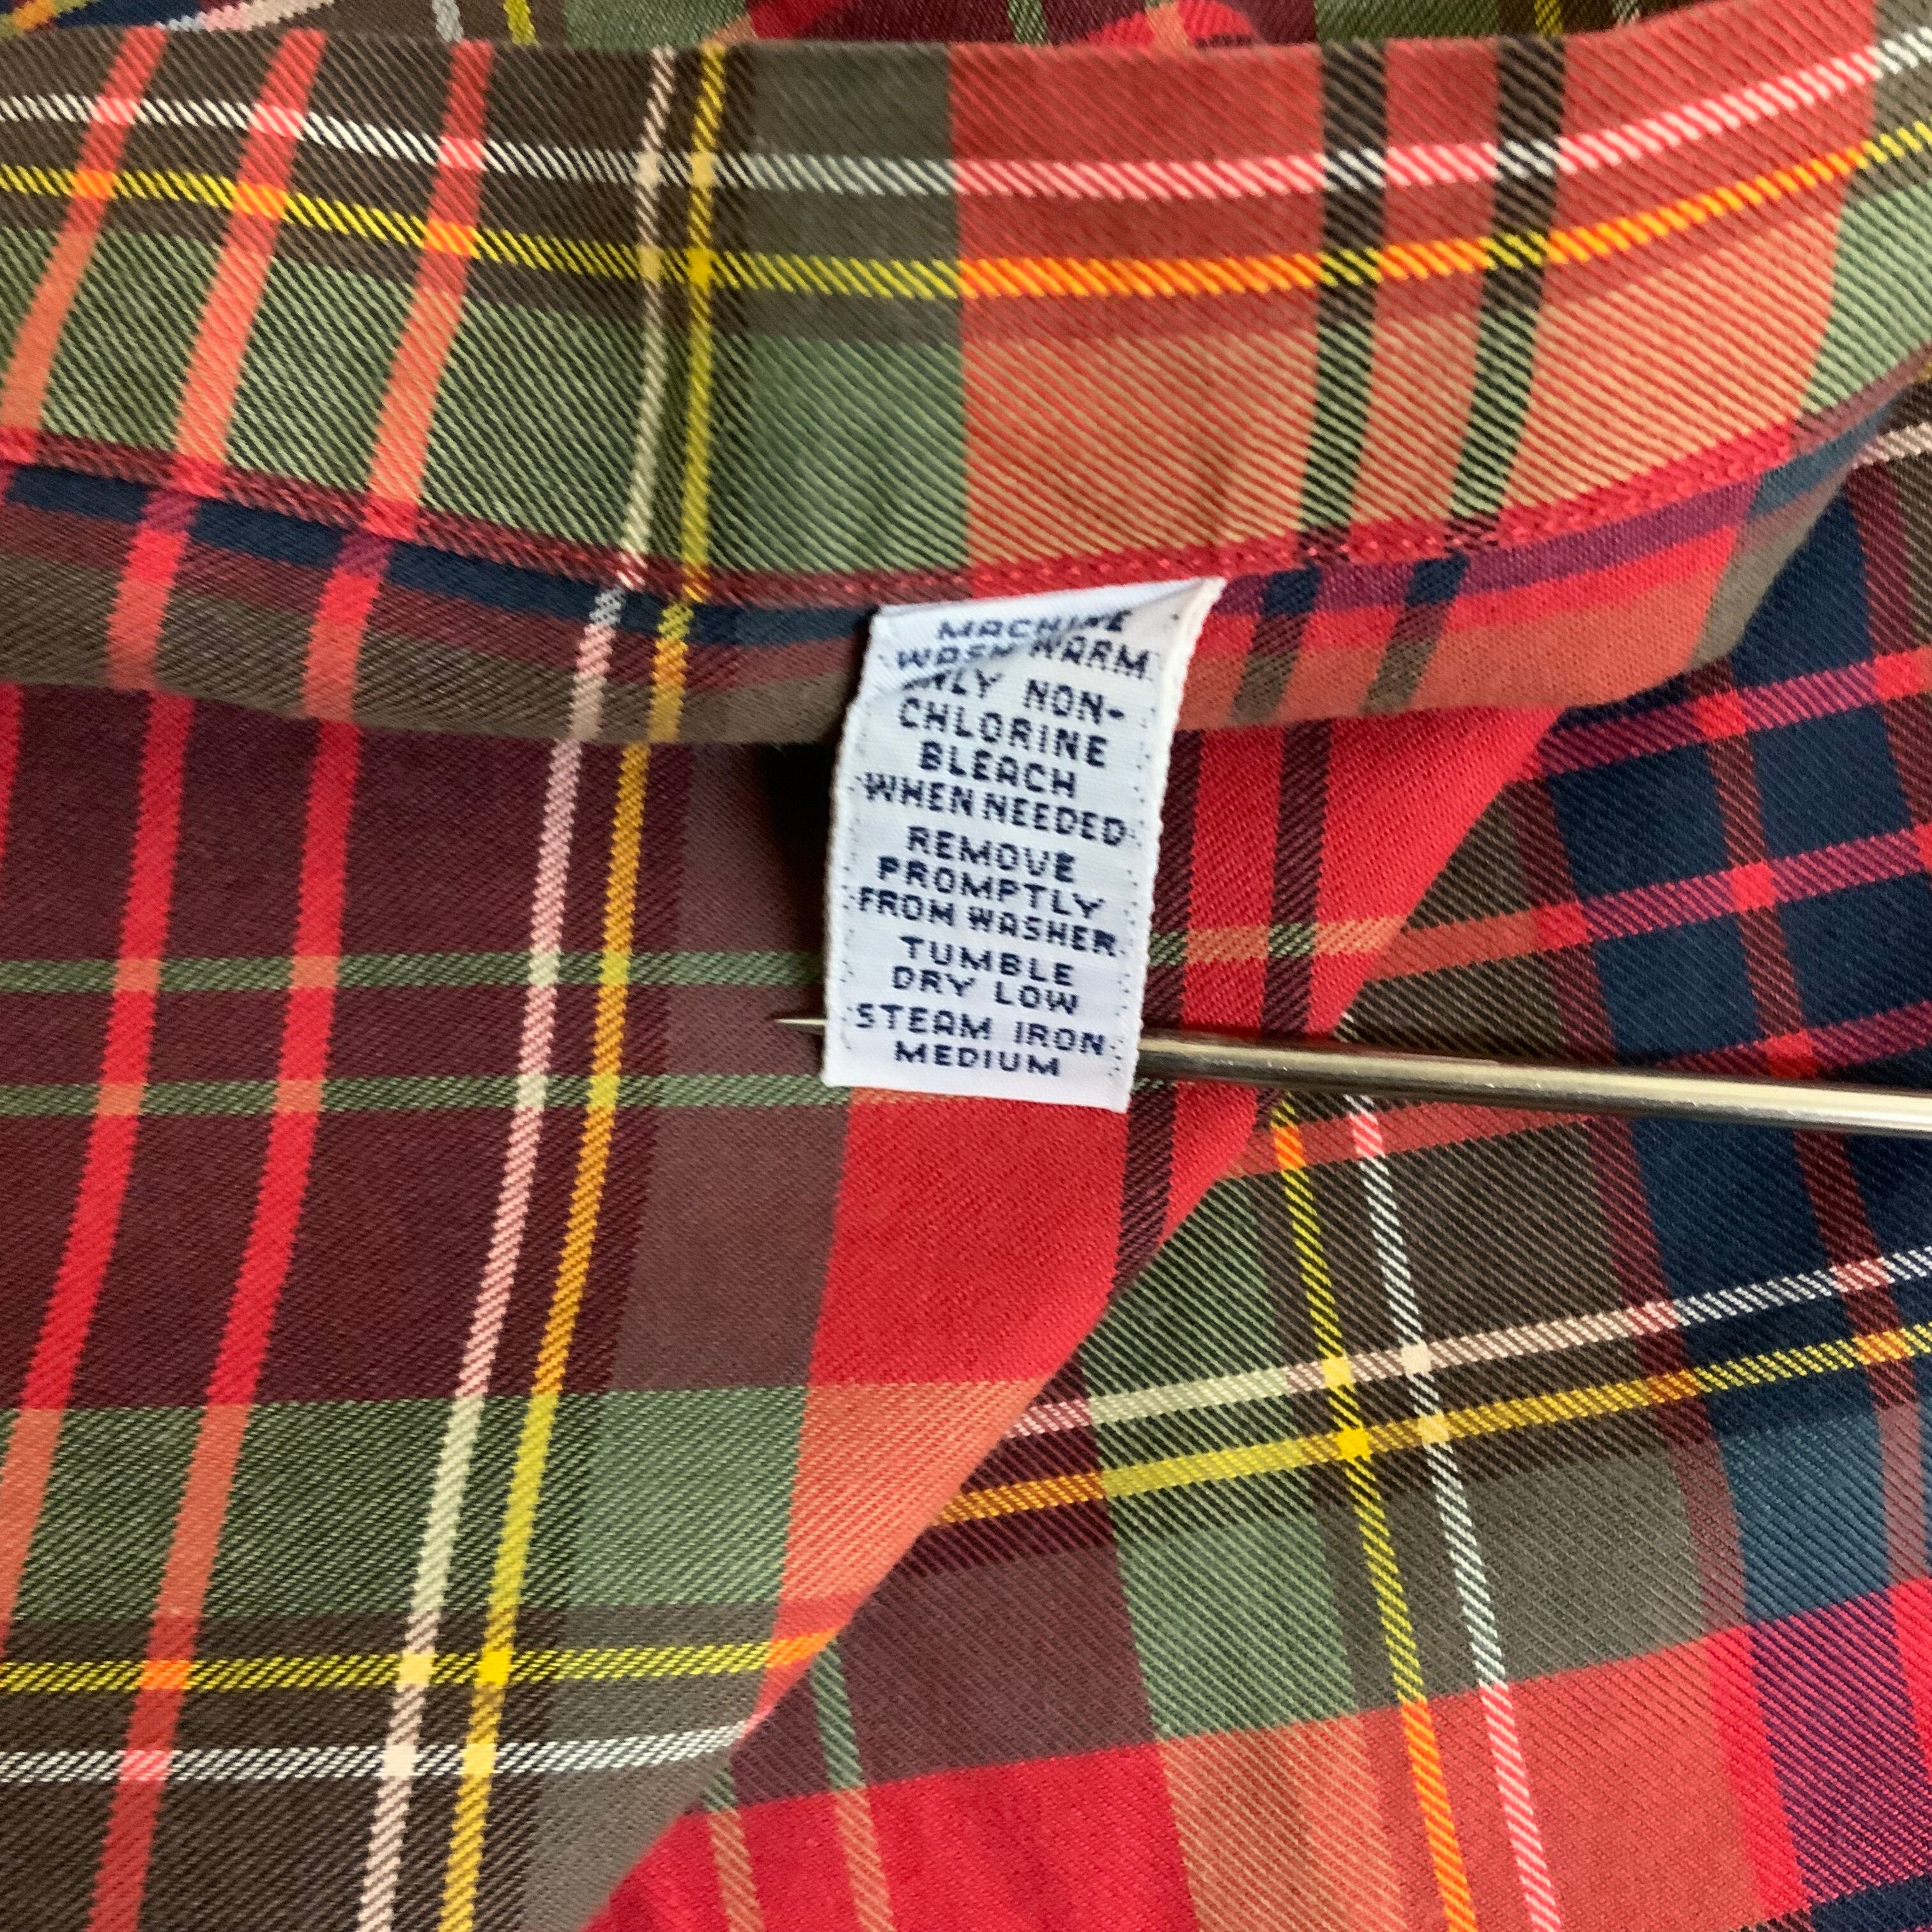 MACHINE
WASH WARM
ONLY NON-
CHLORINE
BLEACH
WHEN NEEDED
REMOVE
PROMPTLY
FROM WASHER
TUMBLE
DRY LOW
STEAM IRON
MEDIUM